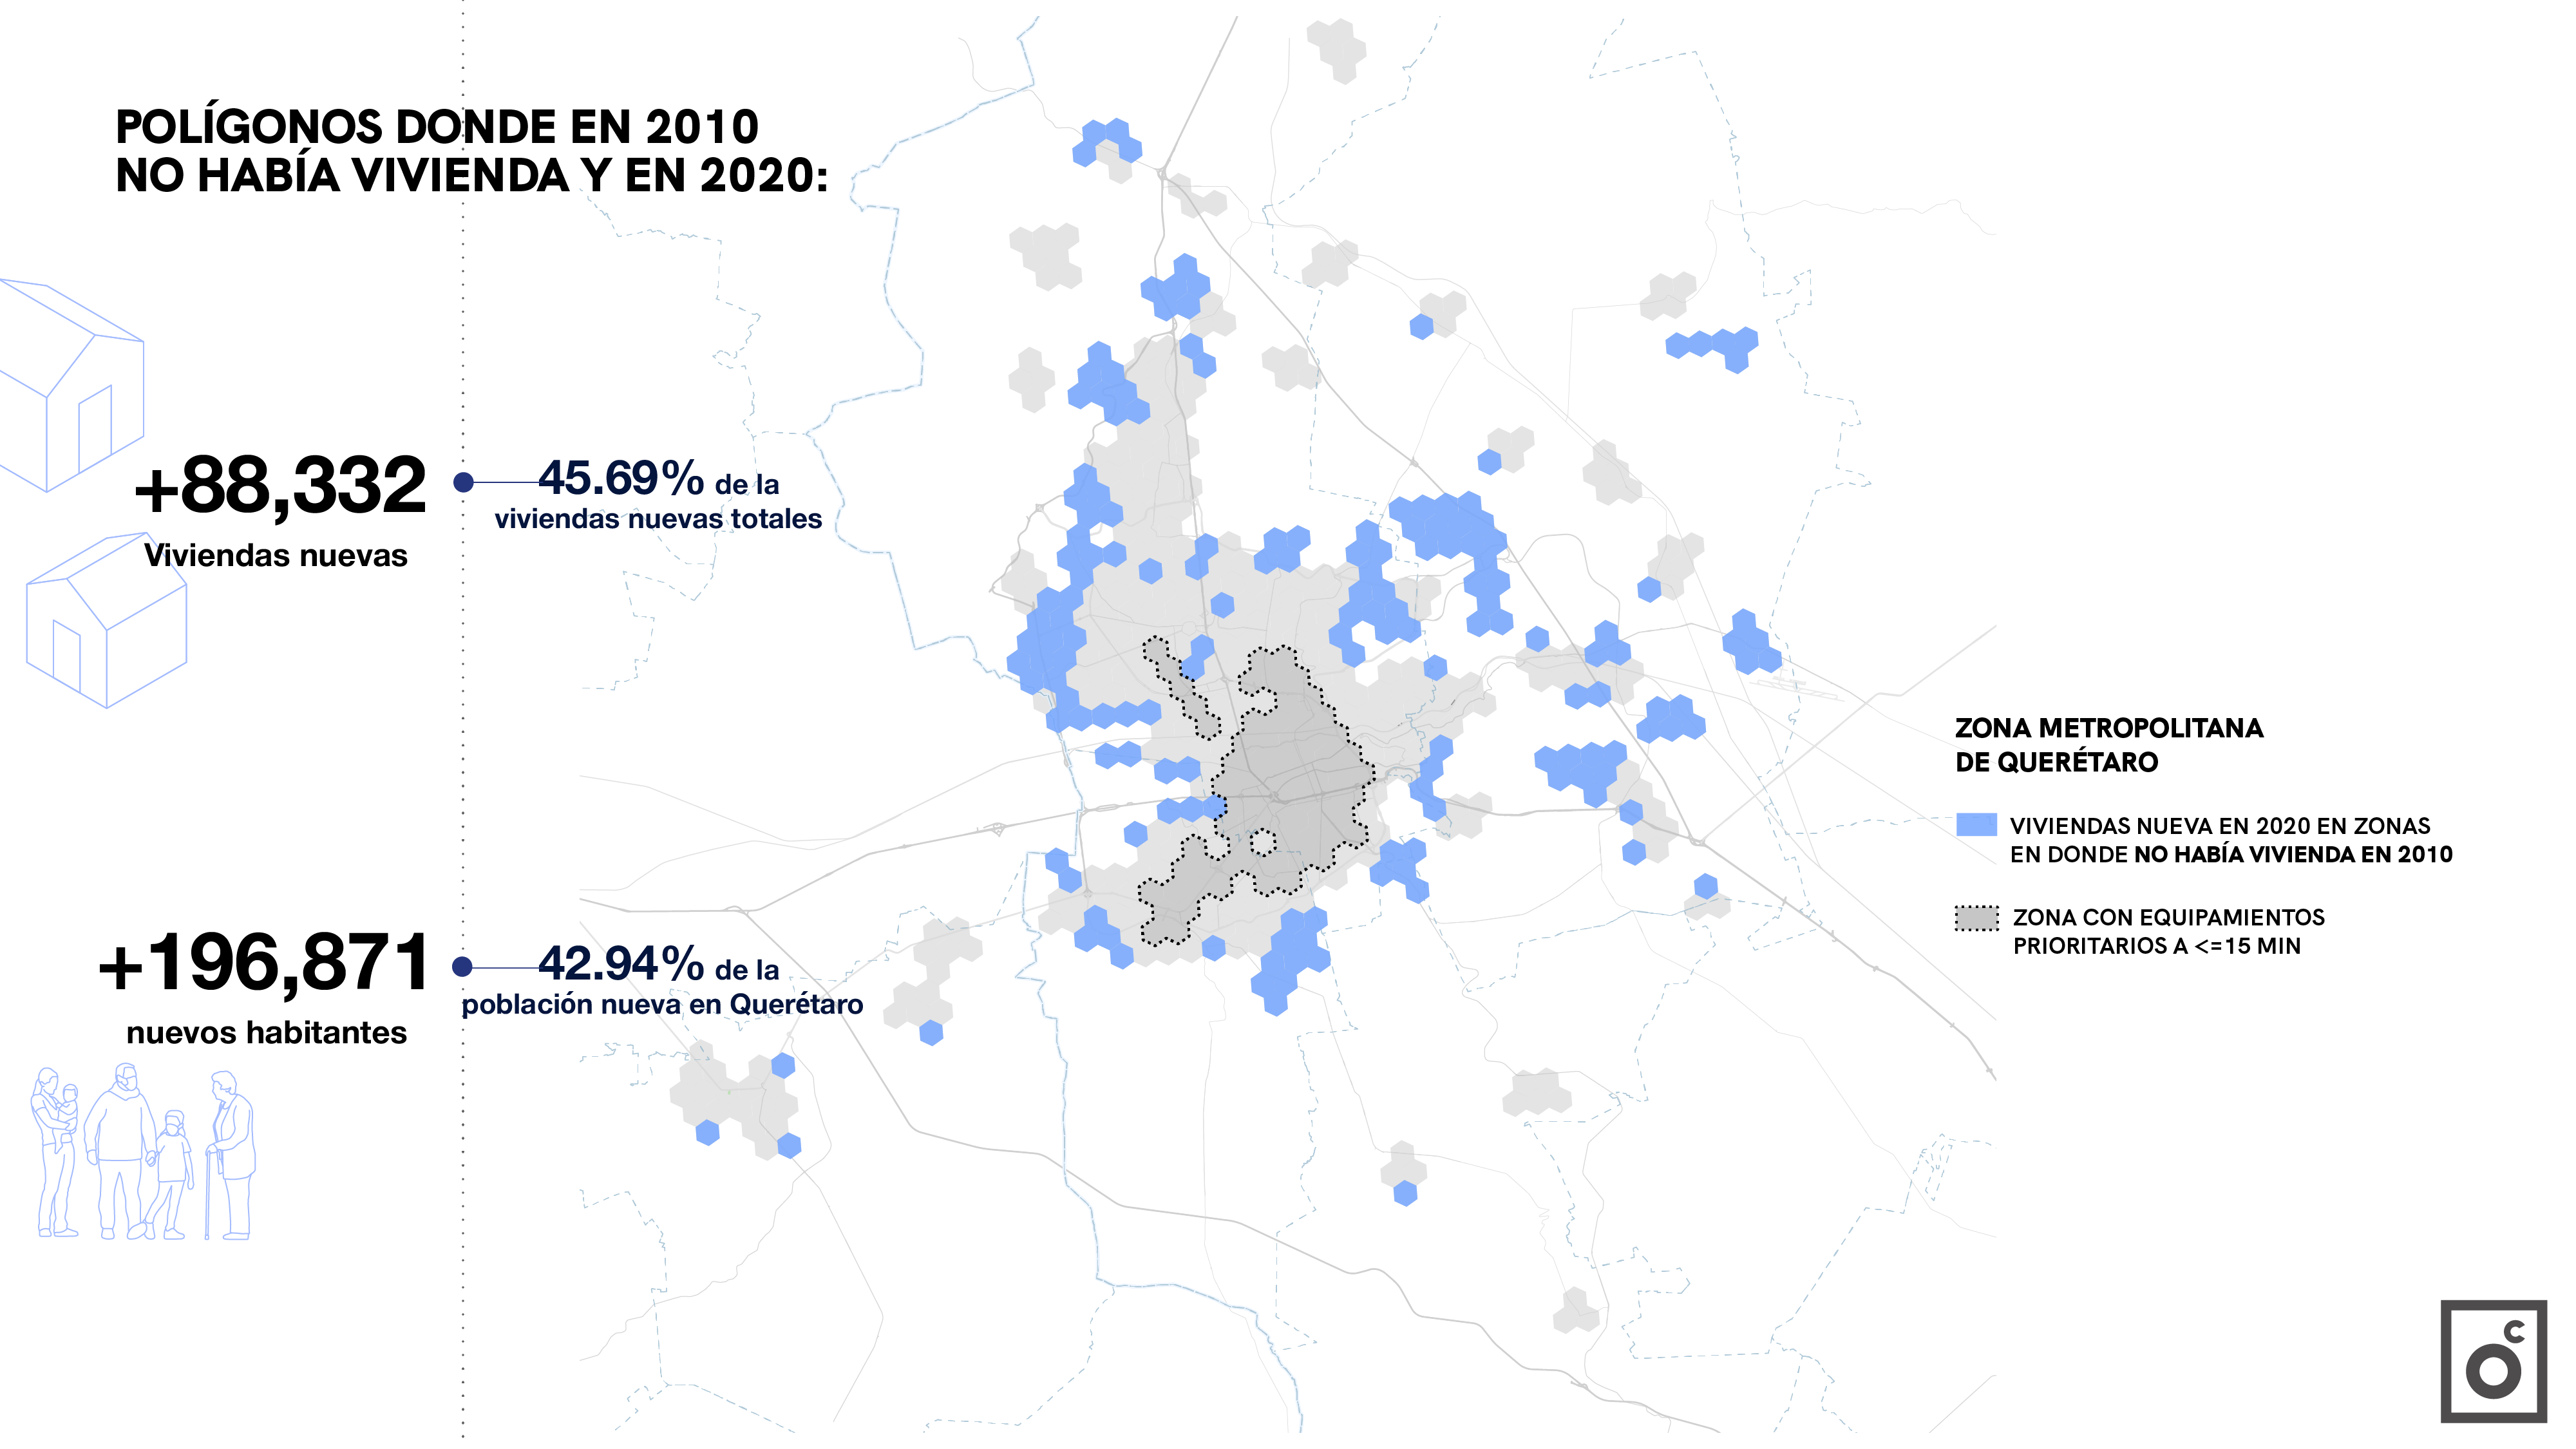 POLÍGONOS DONDE EN 2010
NO HABÍA VIVIENDA Y EN 2020:
+88,332
Viviendas nuevas
45.69% de la
viviendas nuevas totales
+196,871
nuevos habitantes
42.94% de la
población nueva en Querétaro
ZONA METROPOLITANA
DE QUERÉTARO
VIVIENDAS NUEVA EN 2020 EN ZONAS
EN DONDE NO HABÍA VIVIENDA EN 2010
ZONA CON EQUIPAMIENTOS
PRIORITARIOS A <=15 MIN